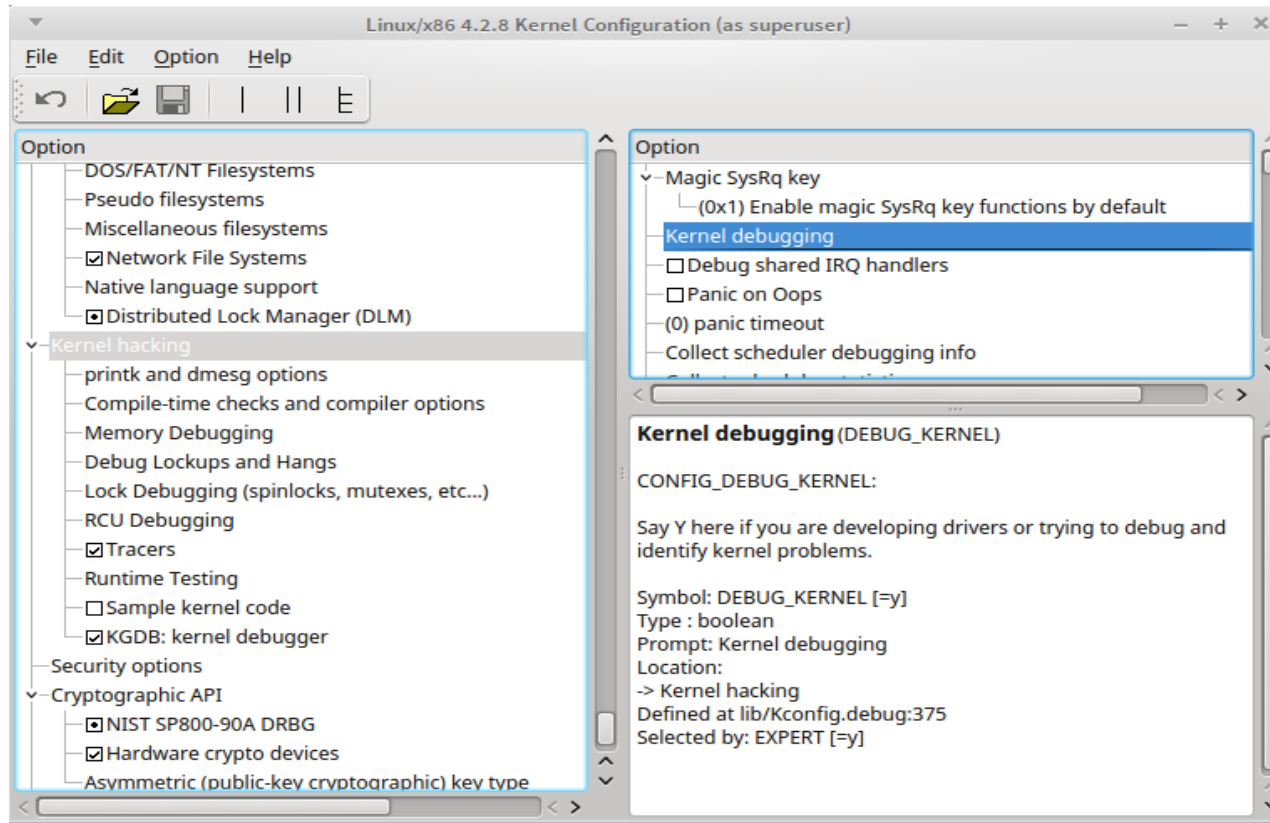 Linux/x86 4.2.8 Kernel Configuration (as superuser)
File Edit Option Help
Option
DOS/FAT/NT Filesystems
Pseudo filesystems
Miscellaneous filesystems
Network File Systems
Native language support
Distributed Lock Manager (DLM)
Kernel hacking
printk and dmesg options
Compile-time checks and compiler options
Memory Debugging
Debug Lockups and Hangs
Lock Debugging (spinlocks, mutexes, etc...)
RCU Debugging
Tracers
Runtime Testing
Sample kernel code
KGDB: kernel debugger
Security options
Cryptographic API
NIST SP800-90A DRBG
Hardware crypto devices
Asymmetric (public-key cryptographic) key type
Option
Magic SysRq key
(0x1) Enable magic SysRq key functions by default
Kernel debugging
Debug shared IRQ handlers
Panic on Oops
(0) panic timeout
Collect scheduler debugging info
Kernel debugging (DEBUG_KERNEL)
CONFIG_DEBUG_KERNEL:
Say Y here if you are developing drivers or trying to debug and
identify kernel problems.
Symbol: DEBUG_KERNEL [=y]
Type : boolean
Prompt: Kernel debugging
Location:
-> Kernel hacking
Defined at lib/Kconfig.debug:375
Selected by: EXPERT [=y]